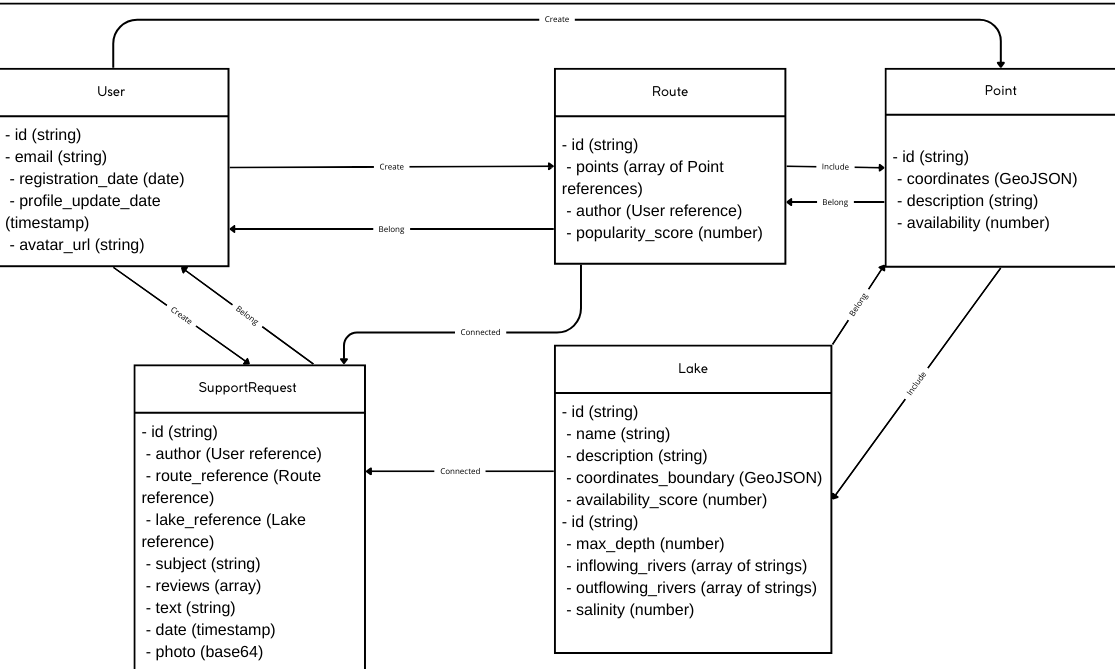 Create
User
- id (string)
- email (string)
- registration_date (date)
- profile_update_date
(timestamp)
- avatar_url (string)
Create
Belong
Route
- id (string)
- points (array of Point
references)
- author (User reference)
- popularity_score (number)
Include
Belong
Point
- id (string)
- coordinates (GeoJSON)
- description (string)
- availability (number)
Create
Belong
Connected
Belong
Include
SupportRequest
- id (string)
- author (User reference)
- route_reference (Route
reference)
- lake_reference (Lake
reference)
- subject (string)
- reviews (array)
- text (string)
- date (timestamp)
- photo (base64)
Connected
Lake
- id (string)
- name (string)
- description (string)
- coordinates_boundary (GeoJSON)
- availability_score (number)
- id (string)
- max_depth (number)
- inflowing_rivers (array of strings)
- outflowing_rivers (array of strings)
- salinity (number)